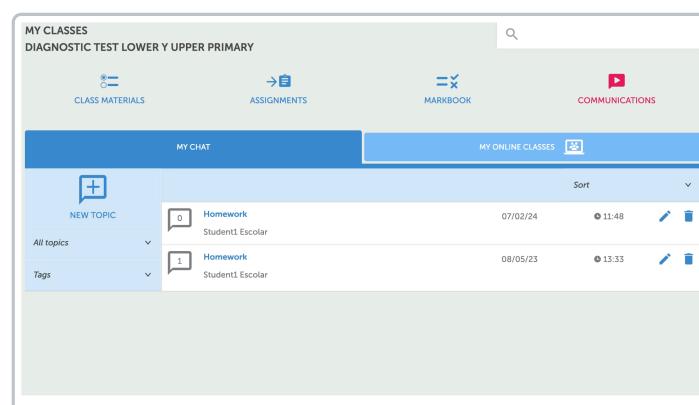 MY CLASSES
DIAGNOSTIC TEST LOWER Y UPPER PRIMARY
CLASS MATERIALS
ASSIGNMENTS
MARKBOOK
COMMUNICATIONS
MY CHAT
MY ONLINE CLASSES
NEW TOPIC
All topics
Tags
Sort
0 Homework 07/02/24 11:48
Student1 Escolar
1 Homework 08/05/23 13:33
Student1 Escolar